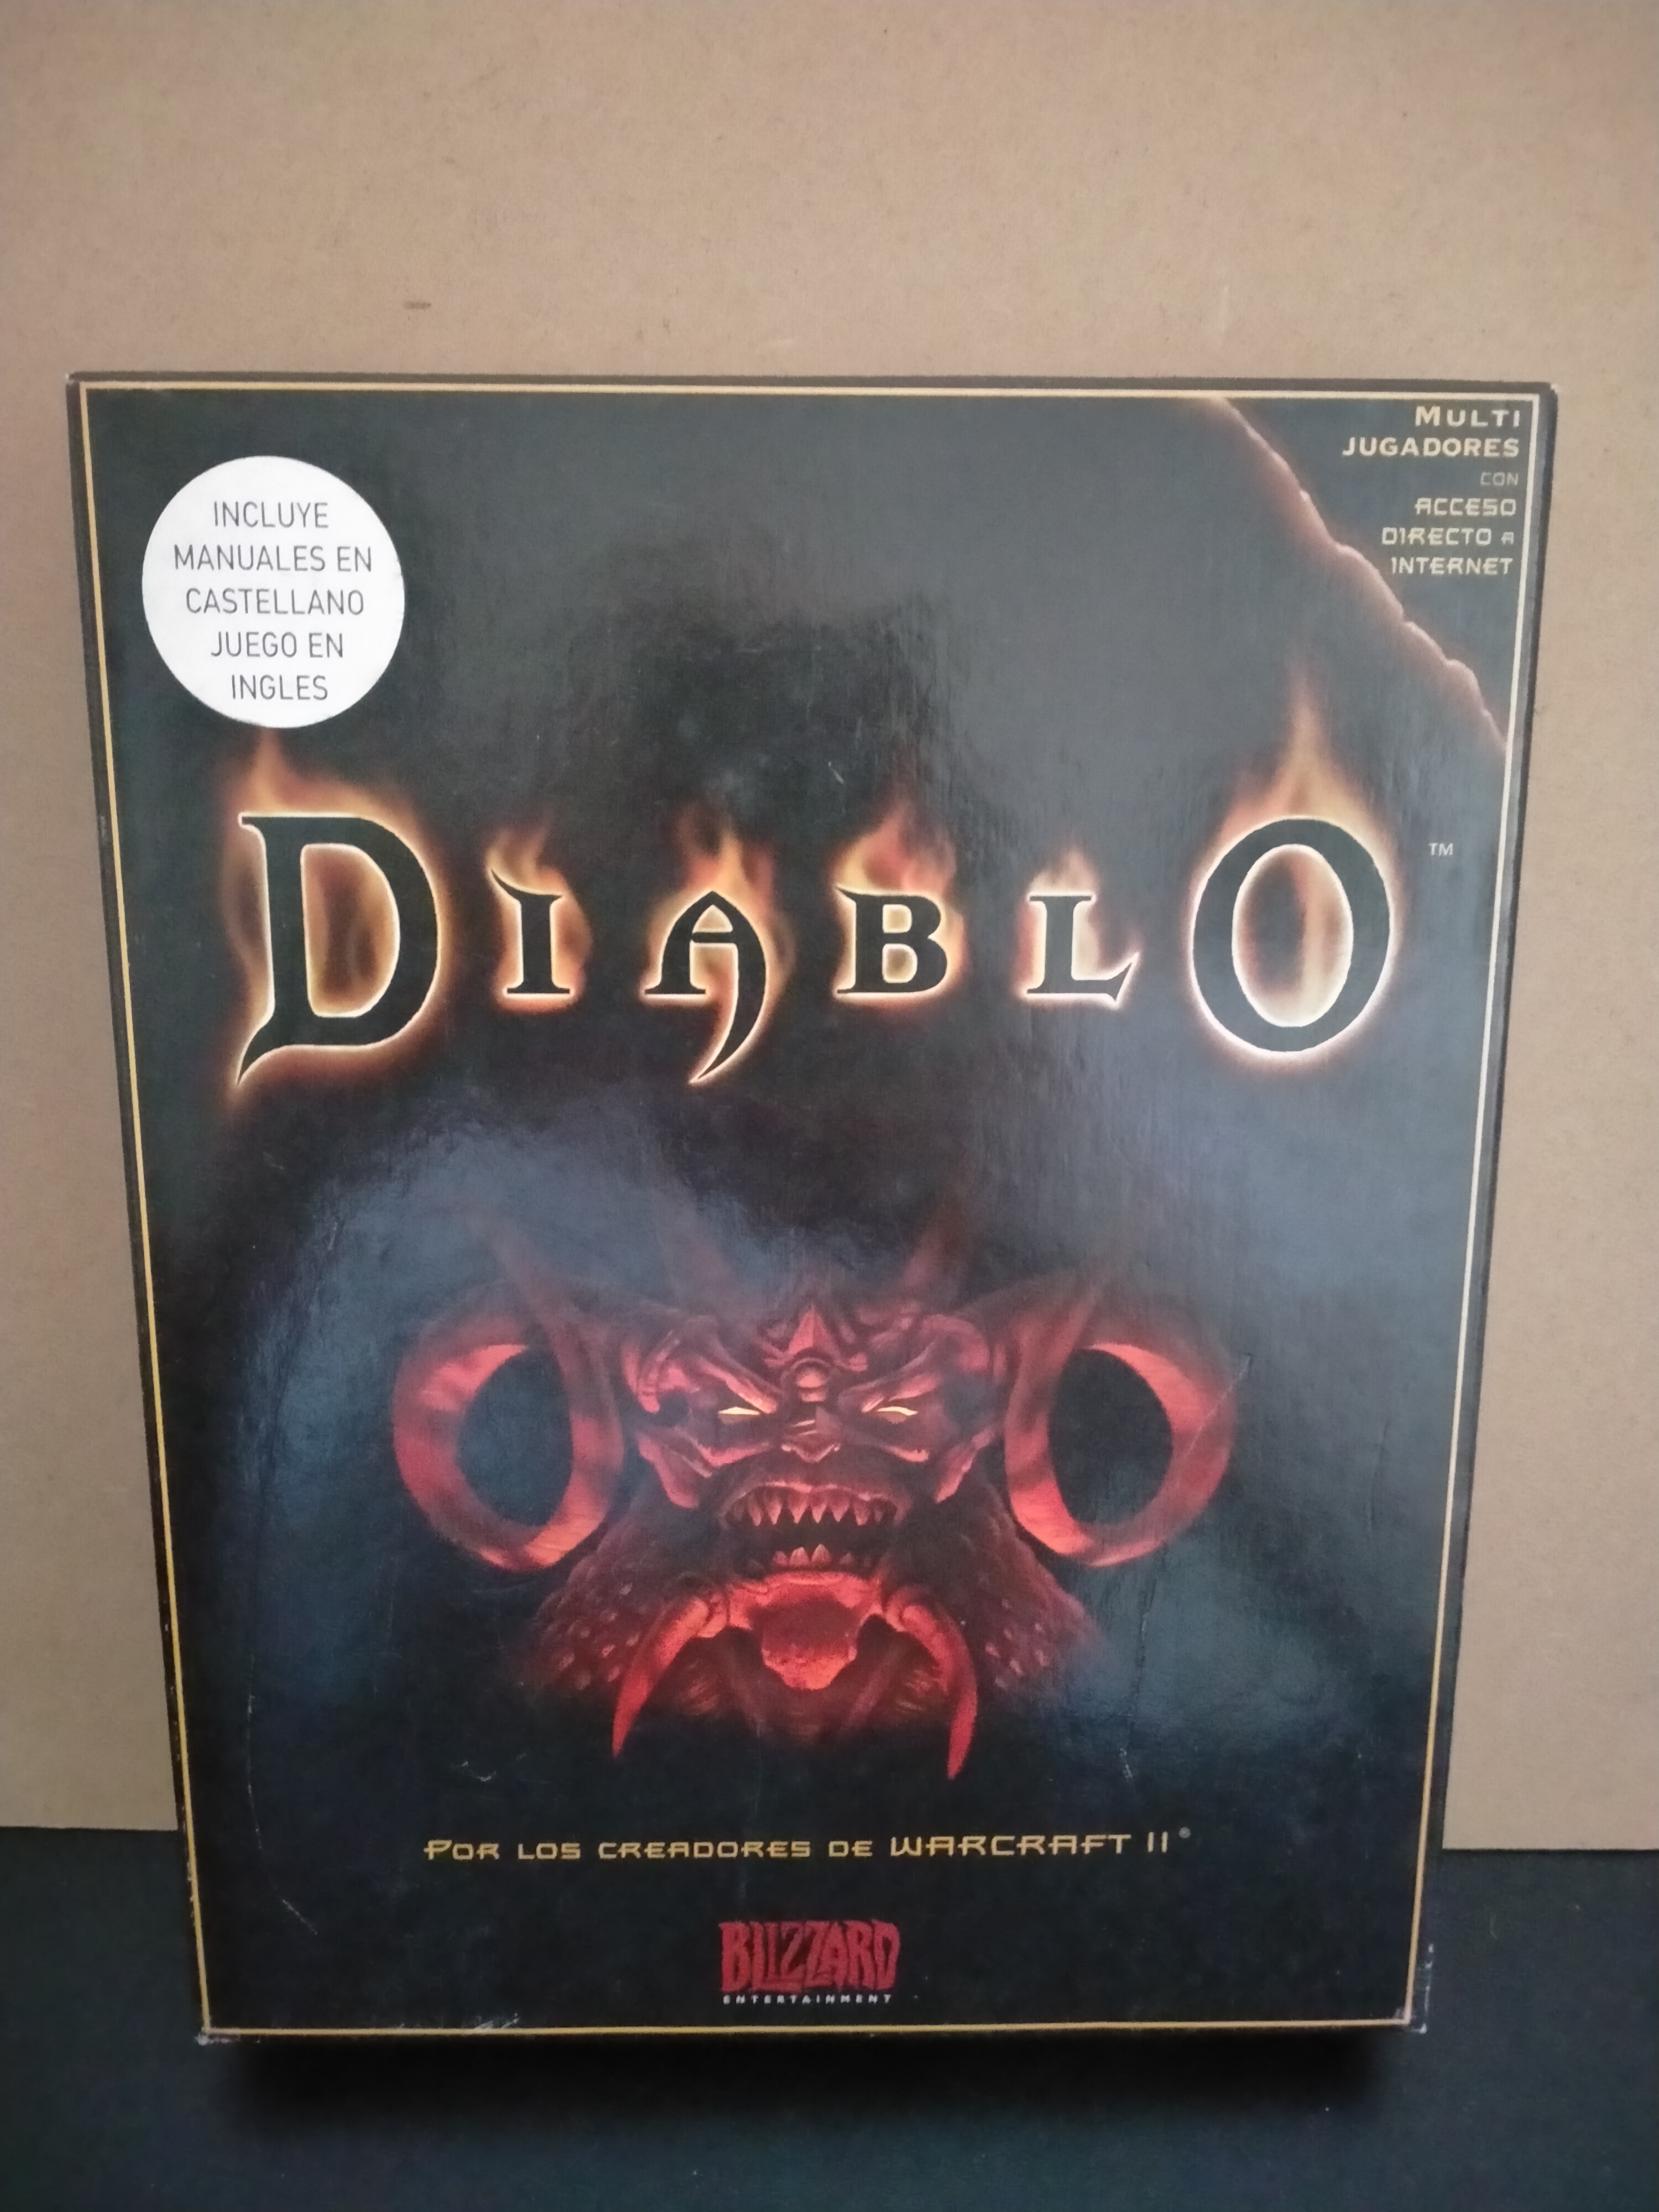 MULTI
JUGADORES
CON
ACCESO
DIRECTO A
INTERNET
INCLUYE
MANUALES EN
CASTELLANO
JUEGO EN
INGLES
DIABLO™
POR LOS CREADORES DE WARCRAFT II®
BLIZZARD
ENTERTAINMENT